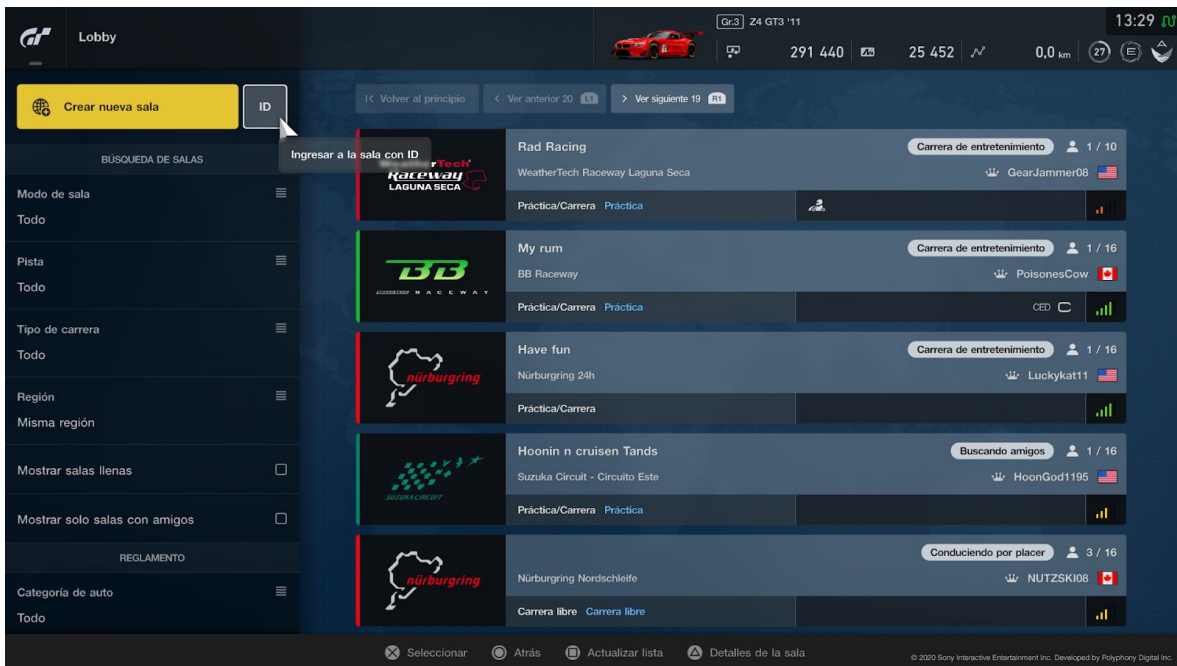 GT
Lobby
Gr.3 Z4 GT3 '11
13:29
291 440
25 452
0,0 km
27
E
Crear nueva sala
ID
Volver al principio
Ver anterior 20 L1
Ver siguiente 19 R1
Ingresar a la sala con ID
BÚSQUEDA DE SALAS
Modo de sala
Todo
Pista
Todo
Tipo de carrera
Todo
Región
Misma región
Mostrar salas llenas
Mostrar solo salas con amigos
REGLAMENTO
Categoría de auto
Todo
WeatherTech
Raceway
LAGUNA SECA
Rad Racing
Carrera de entretenimiento
1 / 10
WeatherTech Raceway Laguna Seca
GearJammer08
Práctica/Carrera Práctica
BB
RACEWAY
My rum
Carrera de entretenimiento
1 / 16
BB Raceway
PoisonesCow
Práctica/Carrera Práctica
CED
nürburgring
Have fun
Carrera de entretenimiento
1 / 16
Nürburgring 24h
Luckykat11
Práctica/Carrera
SUZUKA CIRCUIT
Hoonin n cruisen Tands
Buscando amigos
1 / 16
Suzuka Circuit - Circuito Este
HoonGod1195
Práctica/Carrera Práctica
nürburgring
Conduciendo por placer
3 / 16
Nürburgring Nordschleife
NUTZSKI08
Carrera libre Carrera libre
Seleccionar
Atrás
Actualizar lista
Detalles de la sala
© 2020 Sony Interactive Entertainment Inc. Developed by Polyphony Digital Inc.